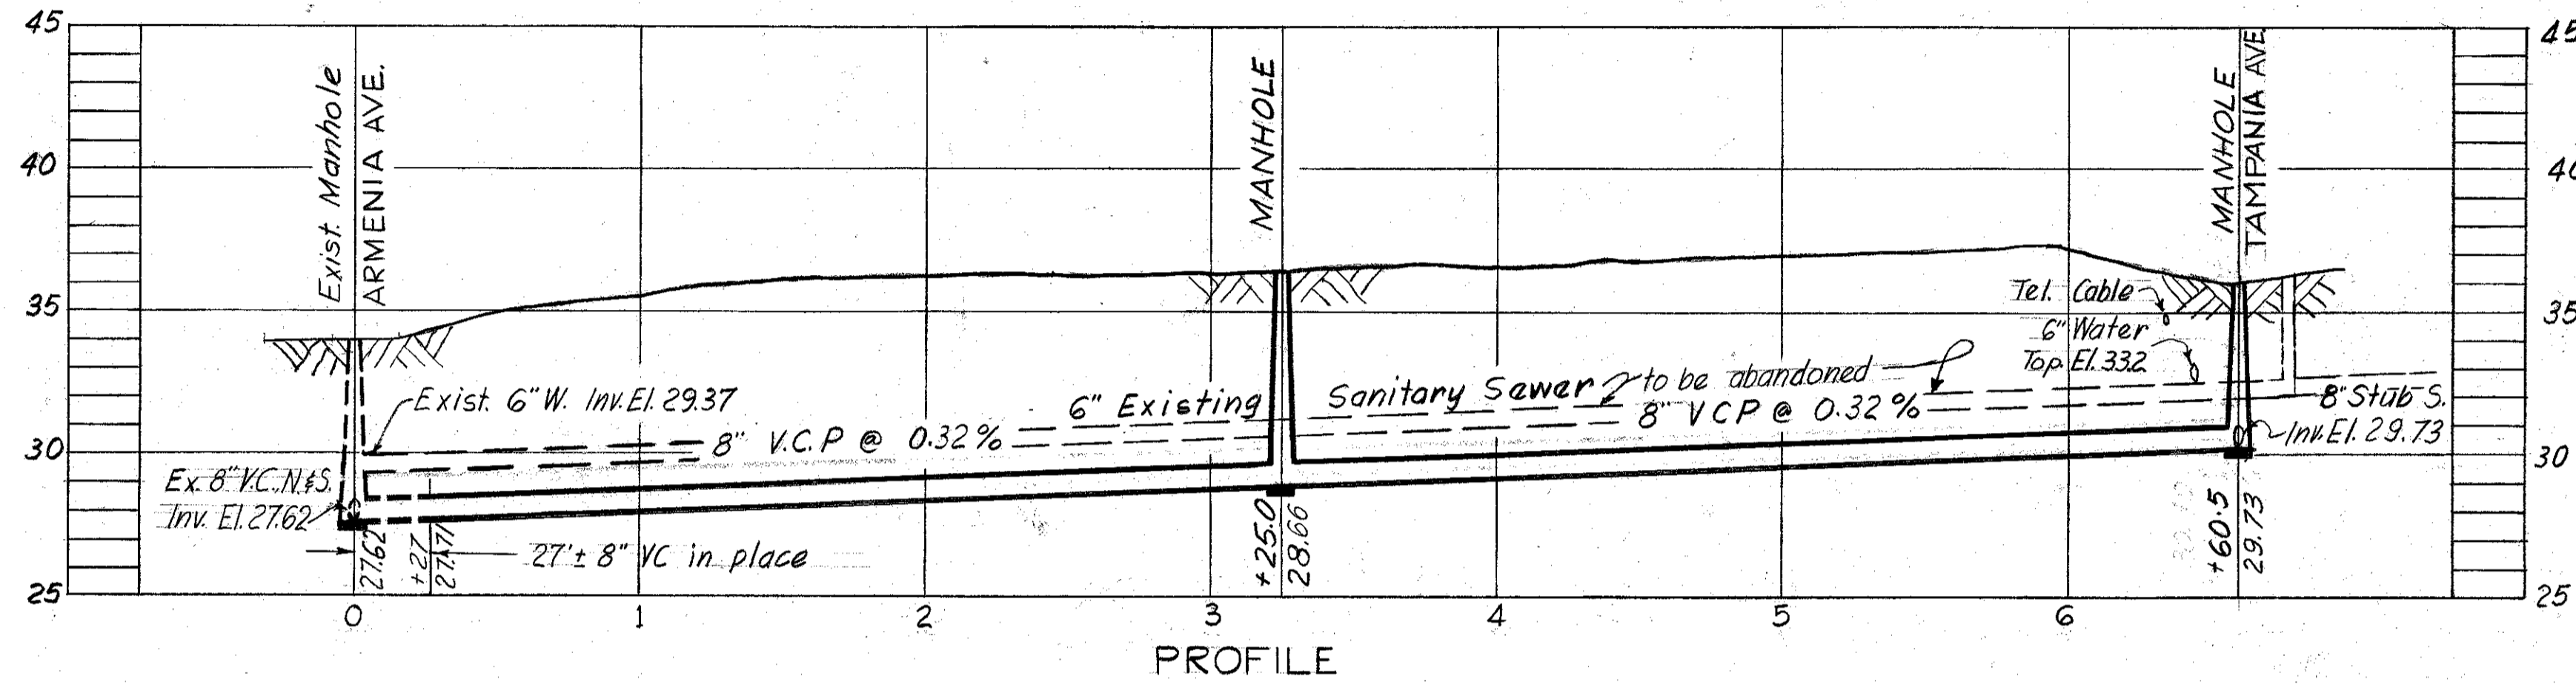 45
40
35
30
25
Exist. Manhole
ARMENIA AVE.
MANHOLE
MANHOLE
TAMPANIA AVE
45
40
35
30
25
Tel. Cable
6" Water
Top El. 33.2
Exist. 6" W. Inv. El. 29.37
6" Existing
Sanitary Sewer
to be abandoned
8" V.C.P @ 0.32%
8" VCP @ 0.32%
8" Stub S.
Inv. El. 29.73
Ex. 8" V.C. N & S.
Inv. El. 27.62
27.62
+27
27.71
27'± 8" VC in place
+25.0
28.66
+60.5
29.73
0
1
2
3
4
5
6
PROFILE